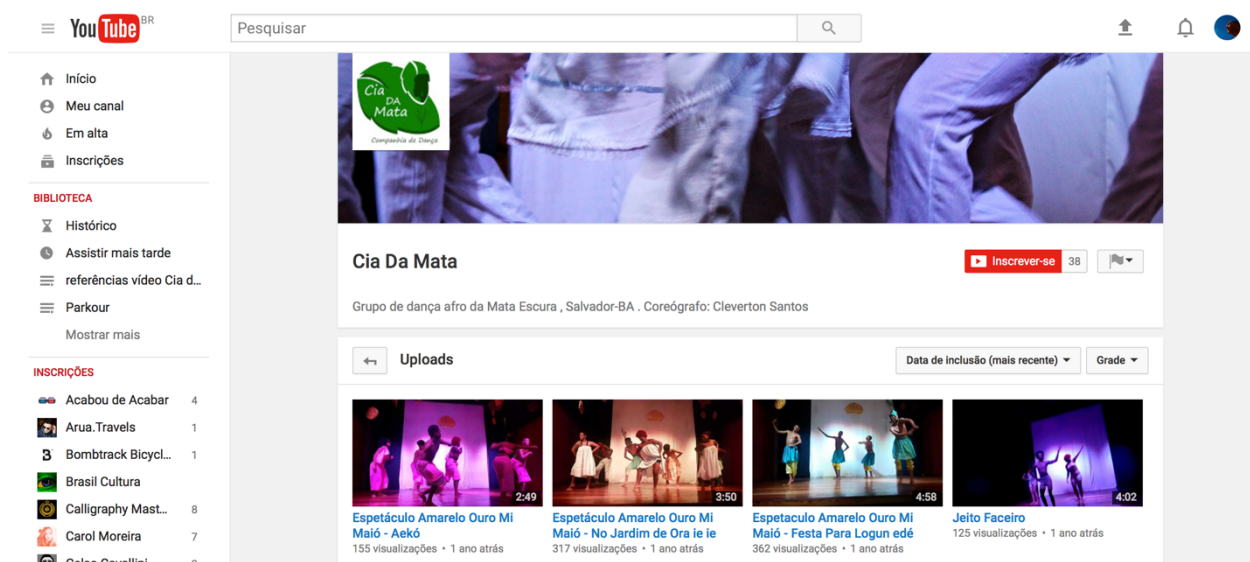 YouTube BR
Pesquisar
Início
Meu canal
Em alta
Inscrições
BIBLIOTECA
Histórico
Assistir mais tarde
referências vídeo Cia d...
Parkour
Mostrar mais
INSCRIÇÕES
Acabou de Acabar 4
Arua.Travels 1
Bombtrack Bicycl... 1
Brasil Cultura
Calligraphy Mast... 8
Carol Moreira 7
Cia
DA
Mata
Companhia de Dança
Cia Da Mata
Inscrever-se 38
Grupo de dança afro da Mata Escura , Salvador-BA . Coreógrafo: Cleverton Santos
Uploads
Data de inclusão (mais recente)
Grade
2:49
Espetáculo Amarelo Ouro Mi
Maió - Aekó
155 visualizações • 1 ano atrás
3:50
Espetáculo Amarelo Ouro Mi
Maió - No Jardim de Ora ie ie
317 visualizações • 1 ano atrás
4:58
Espetaculo Amarelo Ouro Mi
Maió - Festa Para Logun edé
362 visualizações • 1 ano atrás
4:02
Jeito Faceiro
125 visualizações • 1 ano atrás